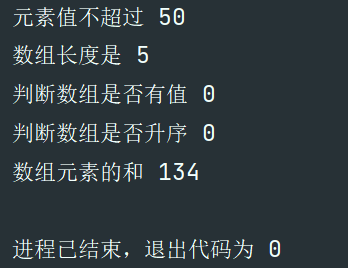 元素值不超过 50
数组长度是 5
判断数组是否有值 0
判断数组是否升序 0
数组元素的和 134
进程已结束，退出代码为 0